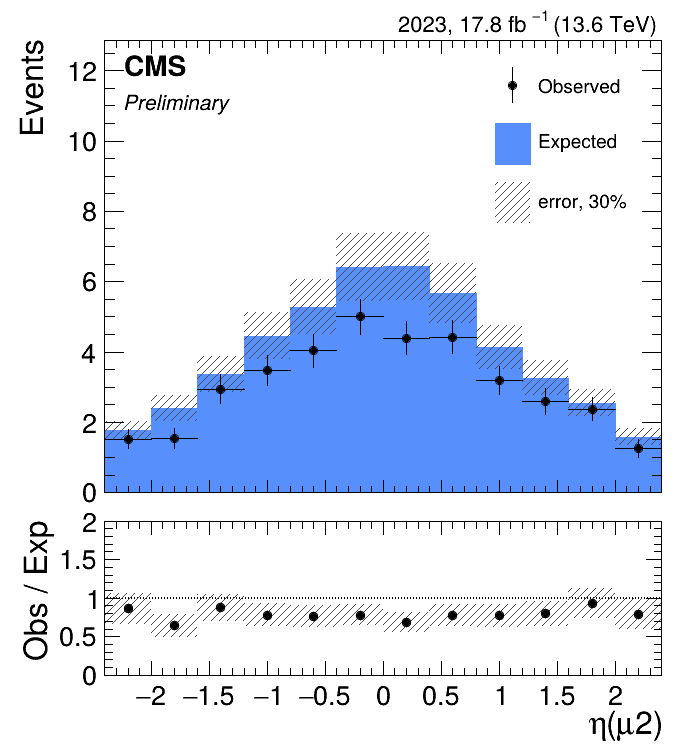 2023, 17.8 fb⁻¹ (13.6 TeV)
Events
CMS
Preliminary
Observed
Expected
error, 30%
12
10
8
6
4
2
0
Obs / Exp
2
1.5
1
0.5
0
−2 −1.5 −1 −0.5 0 0.5 1 1.5 2
η(μ2)